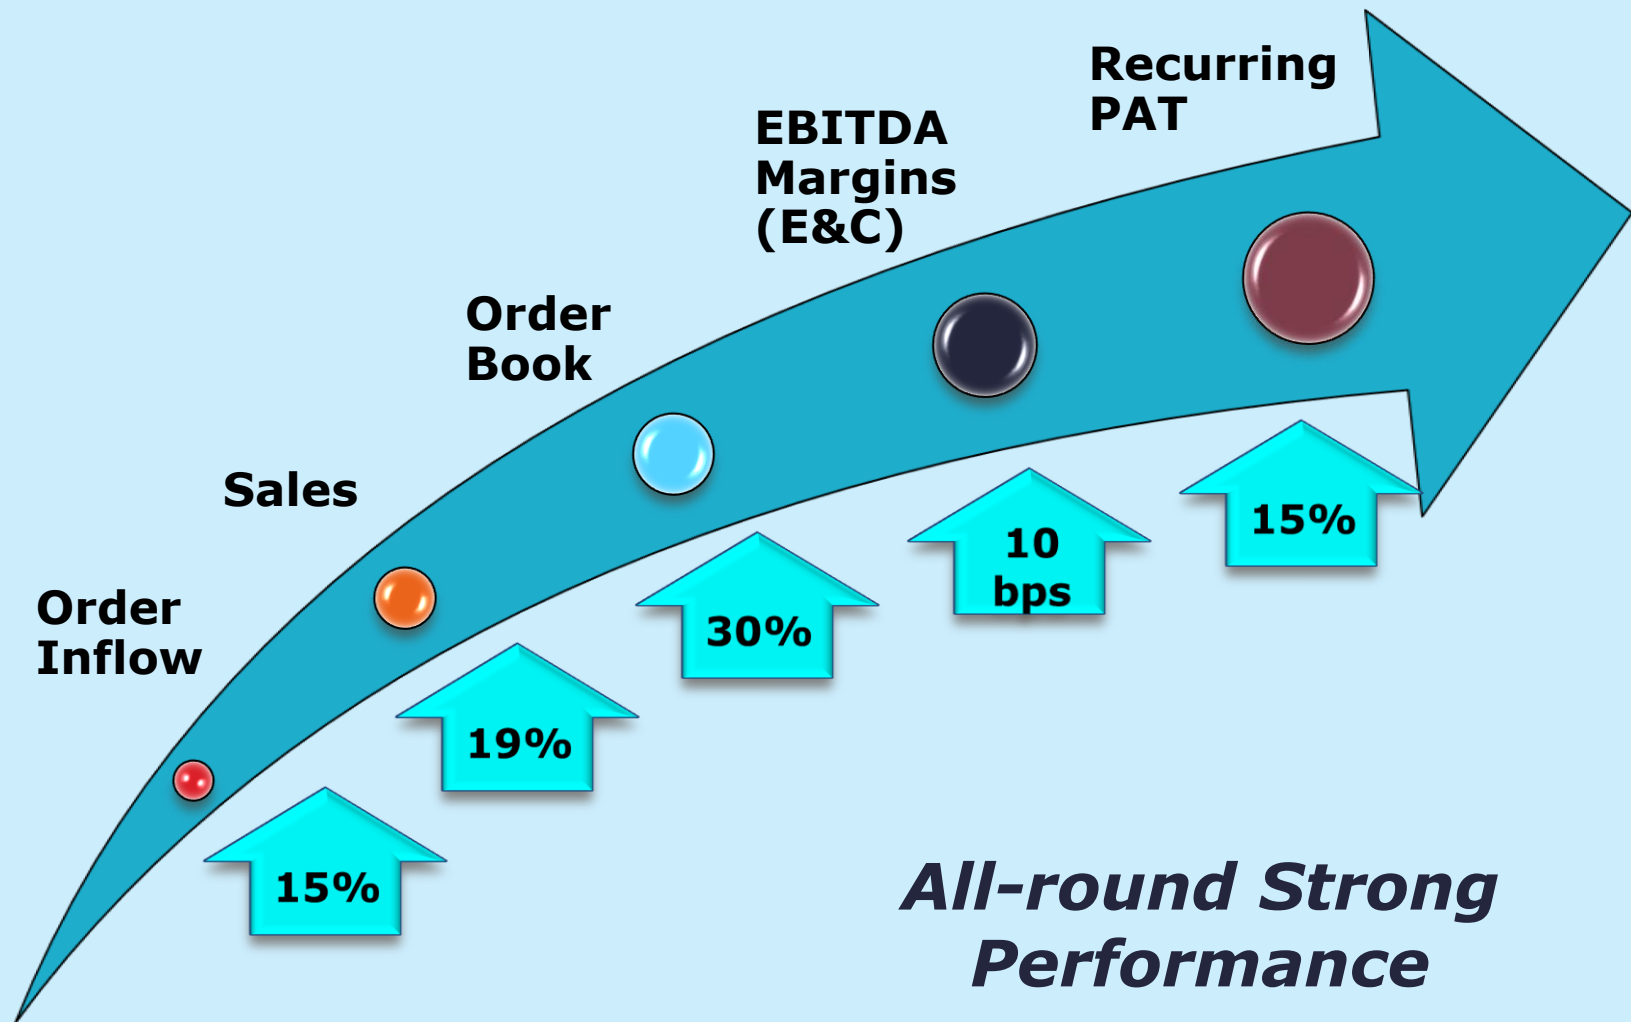 Recurring
PAT
EBITDA
Margins
(E&C)
Order
Book
Sales
Order
Inflow
15%
10
bps
30%
19%
15%
All-round Strong
Performance